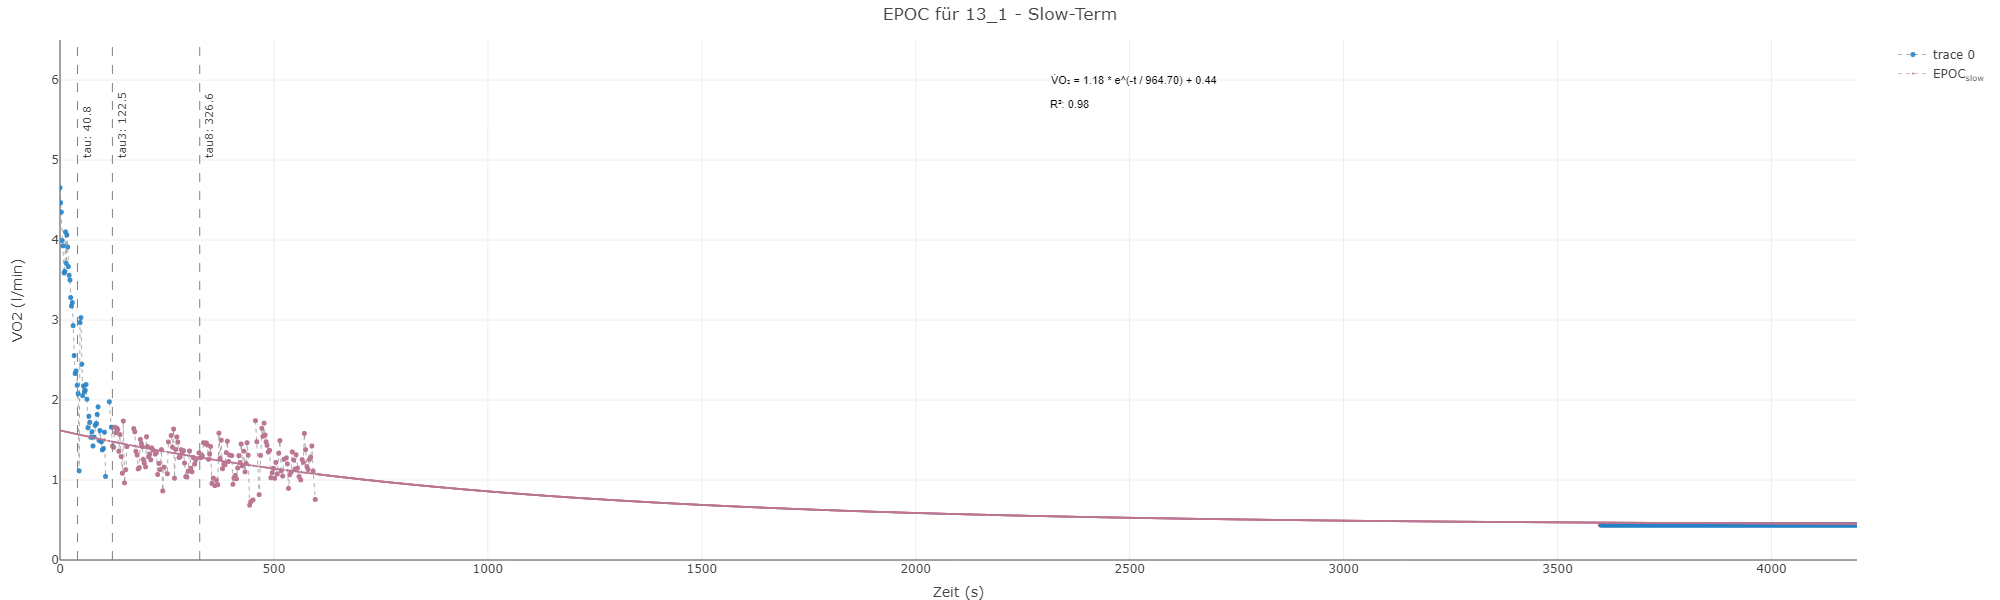 EPOC für 13_1 - Slow-Term
trace 0
EPOCslow
V̇O₂ = 1.18 * e^(-t / 964.70) + 0.44
R²: 0.98
tau: 40.8
tau3: 122.5
tau8: 326.6
VO2 (l/min)
6
5
4
3
2
1
0
0 500 1000 1500 2000 2500 3000 3500 4000
Zeit (s)